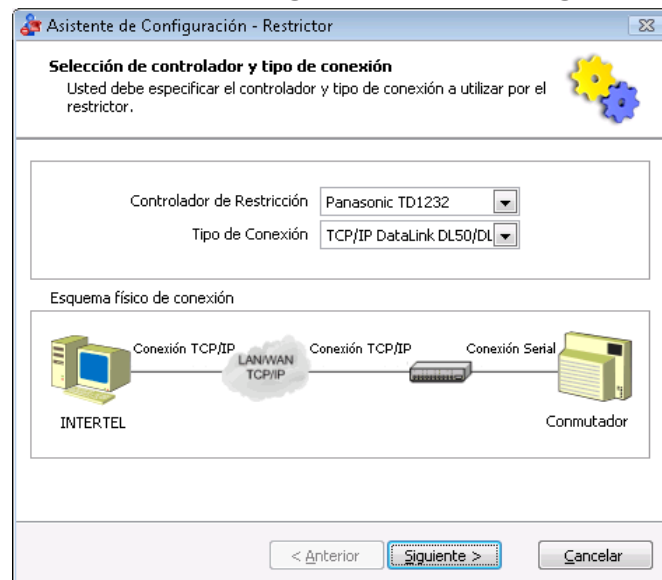 Asistente de Configuración - Restrictor
Selección de controlador y tipo de conexión
Usted debe especificar el controlador y tipo de conexión a utilizar por el
restrictor.
Controlador de Restricción Panasonic TD1232
Tipo de Conexión TCP/IP DataLink DL50/DL
Esquema físico de conexión
Conexión TCP/IP LAN/WAN TCP/IP Conexión TCP/IP Conexión Serial
INTERTEL Conmutador
< Anterior Siguiente > Cancelar